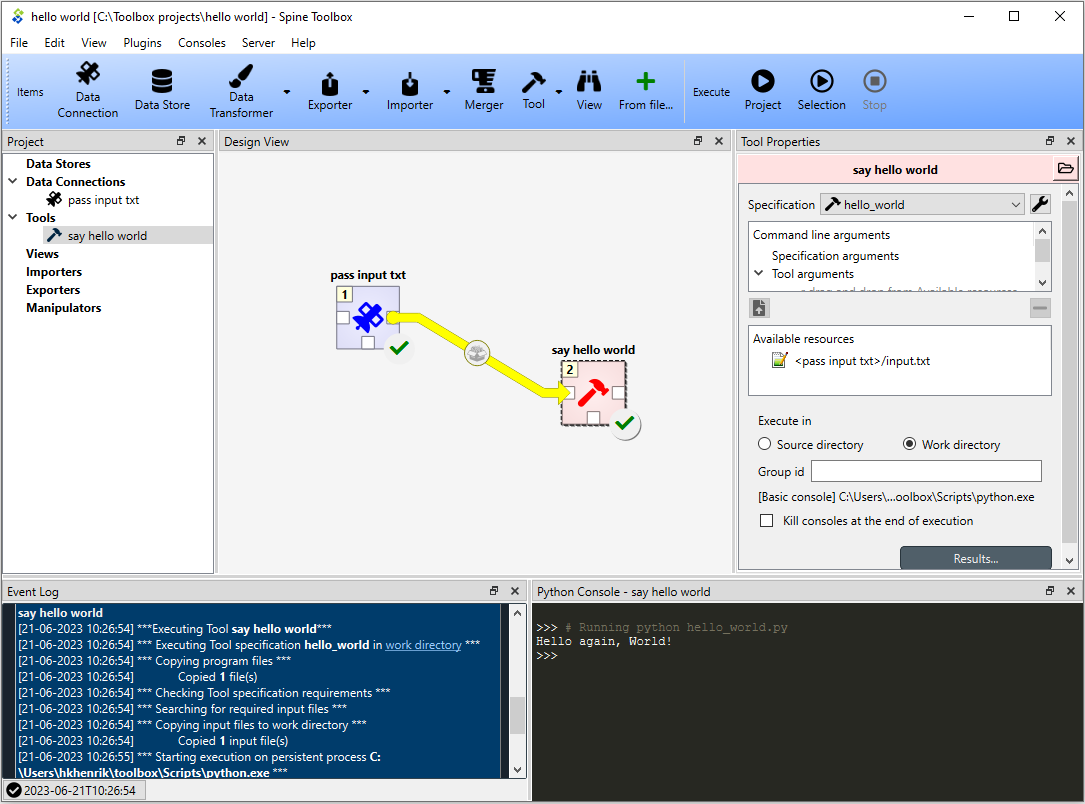 hello world [C:\Toolbox projects\hello world] - Spine Toolbox
File Edit View Plugins Consoles Server Help
Items
Data Connection
Data Store
Data Transformer
Exporter
Importer
Merger
Tool
View
From file...
Execute
Project
Selection
Stop
Project
Data Stores
Data Connections
pass input txt
Tools
say hello world
Views
Importers
Exporters
Manipulators
Design View
pass input txt
1
say hello world
2
Tool Properties
say hello world
Specification hello_world
Command line arguments
Specification arguments
Tool arguments
drag and drop from Available resources
Available resources
<pass input txt>/input.txt
Execute in
Source directory Work directory
Group id
[Basic console] C:\Users\...oolbox\Scripts\python.exe
Kill consoles at the end of execution
Results...
Event Log
say hello world
[21-06-2023 10:26:54] ***Executing Tool say hello world***
[21-06-2023 10:26:54] *** Executing Tool specification hello_world in work directory ***
[21-06-2023 10:26:54] *** Copying program files ***
[21-06-2023 10:26:54] Copied 1 file(s)
[21-06-2023 10:26:54] *** Checking Tool specification requirements ***
[21-06-2023 10:26:54] *** Searching for required input files ***
[21-06-2023 10:26:54] *** Copying input files to work directory ***
[21-06-2023 10:26:54] Copied 1 input file(s)
[21-06-2023 10:26:55] *** Starting execution on persistent process C:
\Users\hkhenrik\toolbox\Scripts\python.exe ***
2023-06-21T10:26:54
Python Console - say hello world
>>> # Running python hello_world.py
Hello again, World!
>>>